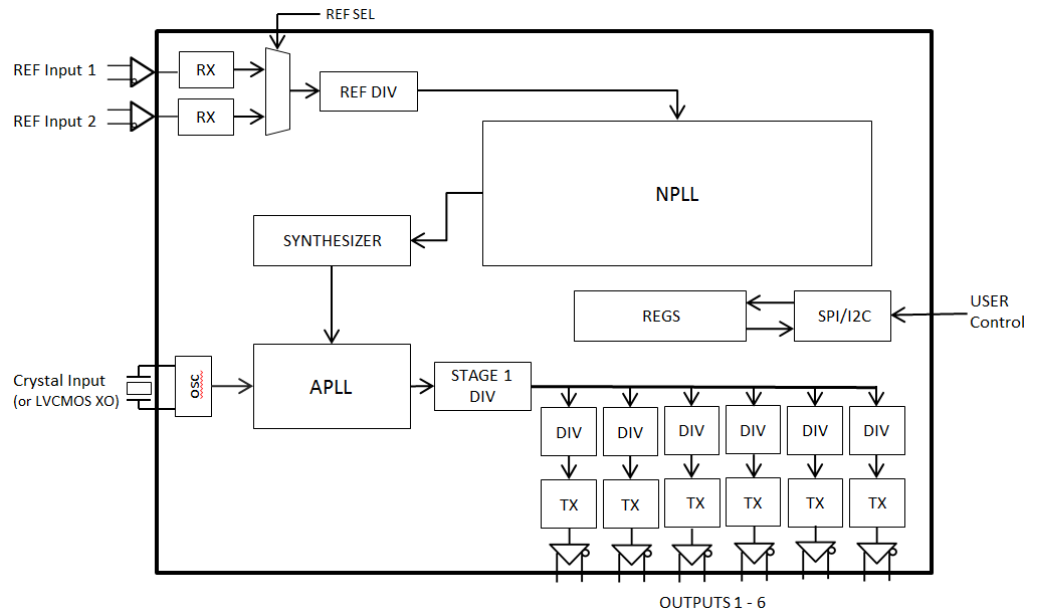 REF SEL
REF Input 1
RX
REF Input 2
RX
REF DIV
NPLL
SYNTHESIZER
REGS
SPI/I2C
USER
Control
Crystal Input
(or LVCMOS XO)
OSC
APLL
STAGE 1
DIV
DIV
DIV
DIV
DIV
DIV
DIV
TX
TX
TX
TX
TX
TX
OUTPUTS 1 - 6